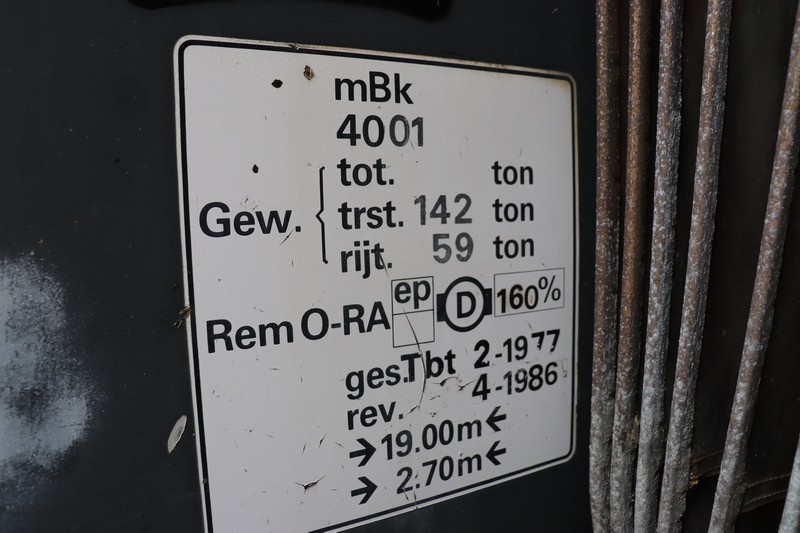 mBk
4001
tot. ton
Gew. { trst. 142 ton
rijt. 59 ton
Rem O-RA ep D 160%
ges.Tbt 2-1977
rev. 4-1986
→19.00m←
→ 2.70m←